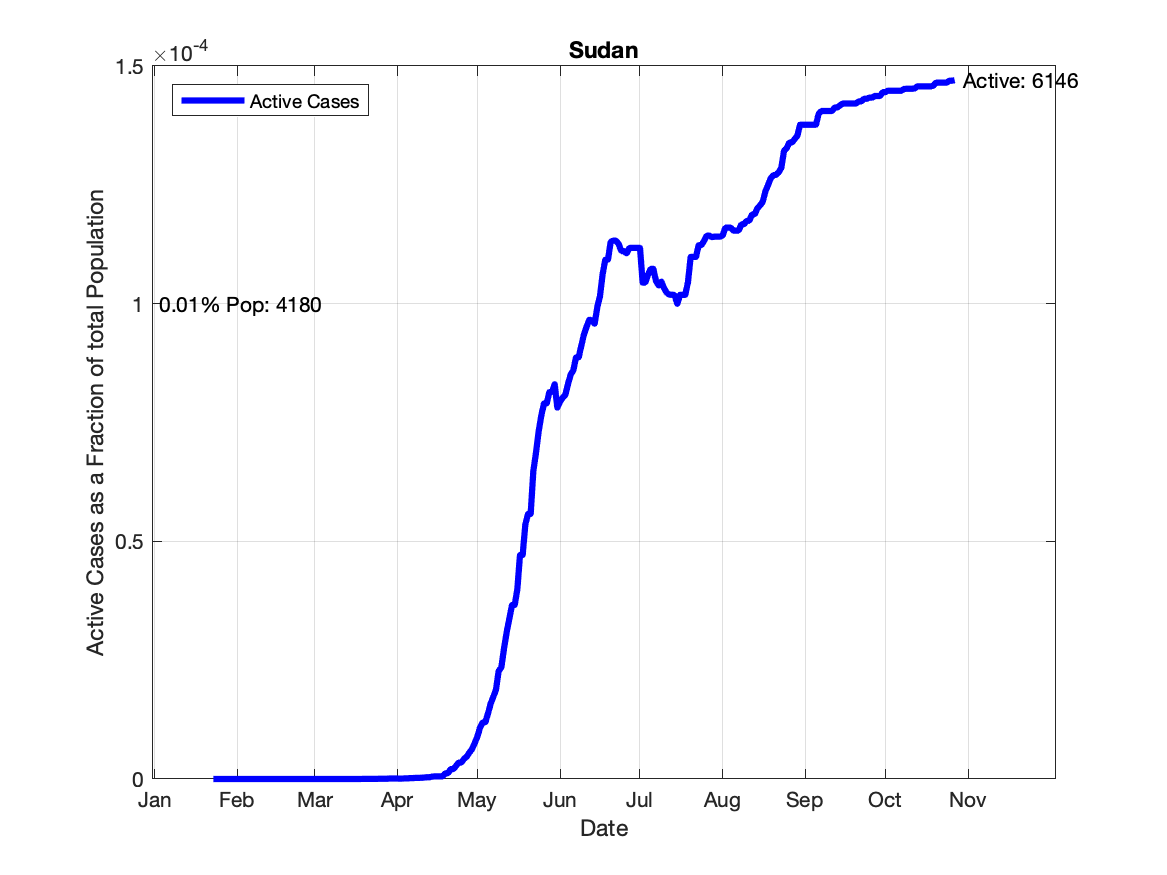 Sudan
×10-4
1.5
1
0.5
0
Active Cases
Active: 6146
0.01% Pop: 4180
Active Cases as a Fraction of total Population
Jan Feb Mar Apr May Jun Jul Aug Sep Oct Nov
Date